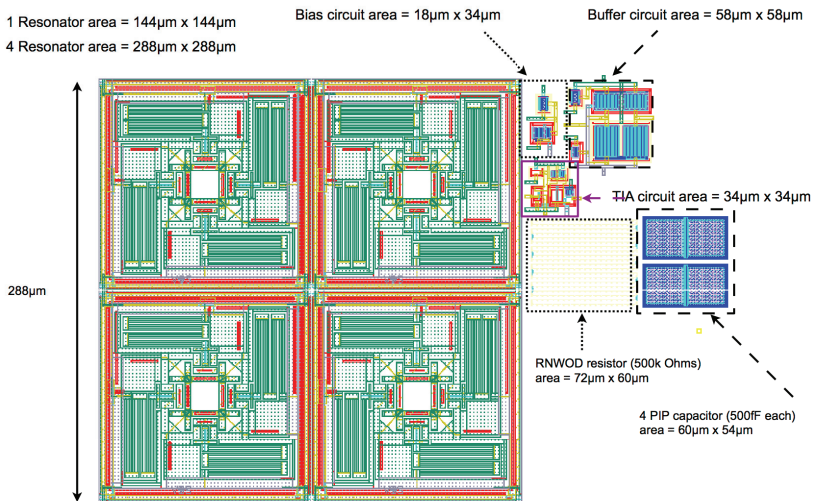 1 Resonator area = 144µm x 144µm
4 Resonator area = 288µm x 288µm
Bias circuit area = 18µm x 34µm
Buffer circuit area = 58µm x 58µm
TIA circuit area = 34µm x 34µm
288µm
RNWOD resistor (500k Ohms)
area = 72µm x 60µm
4 PIP capacitor (500fF each)
area = 60µm x 54µm